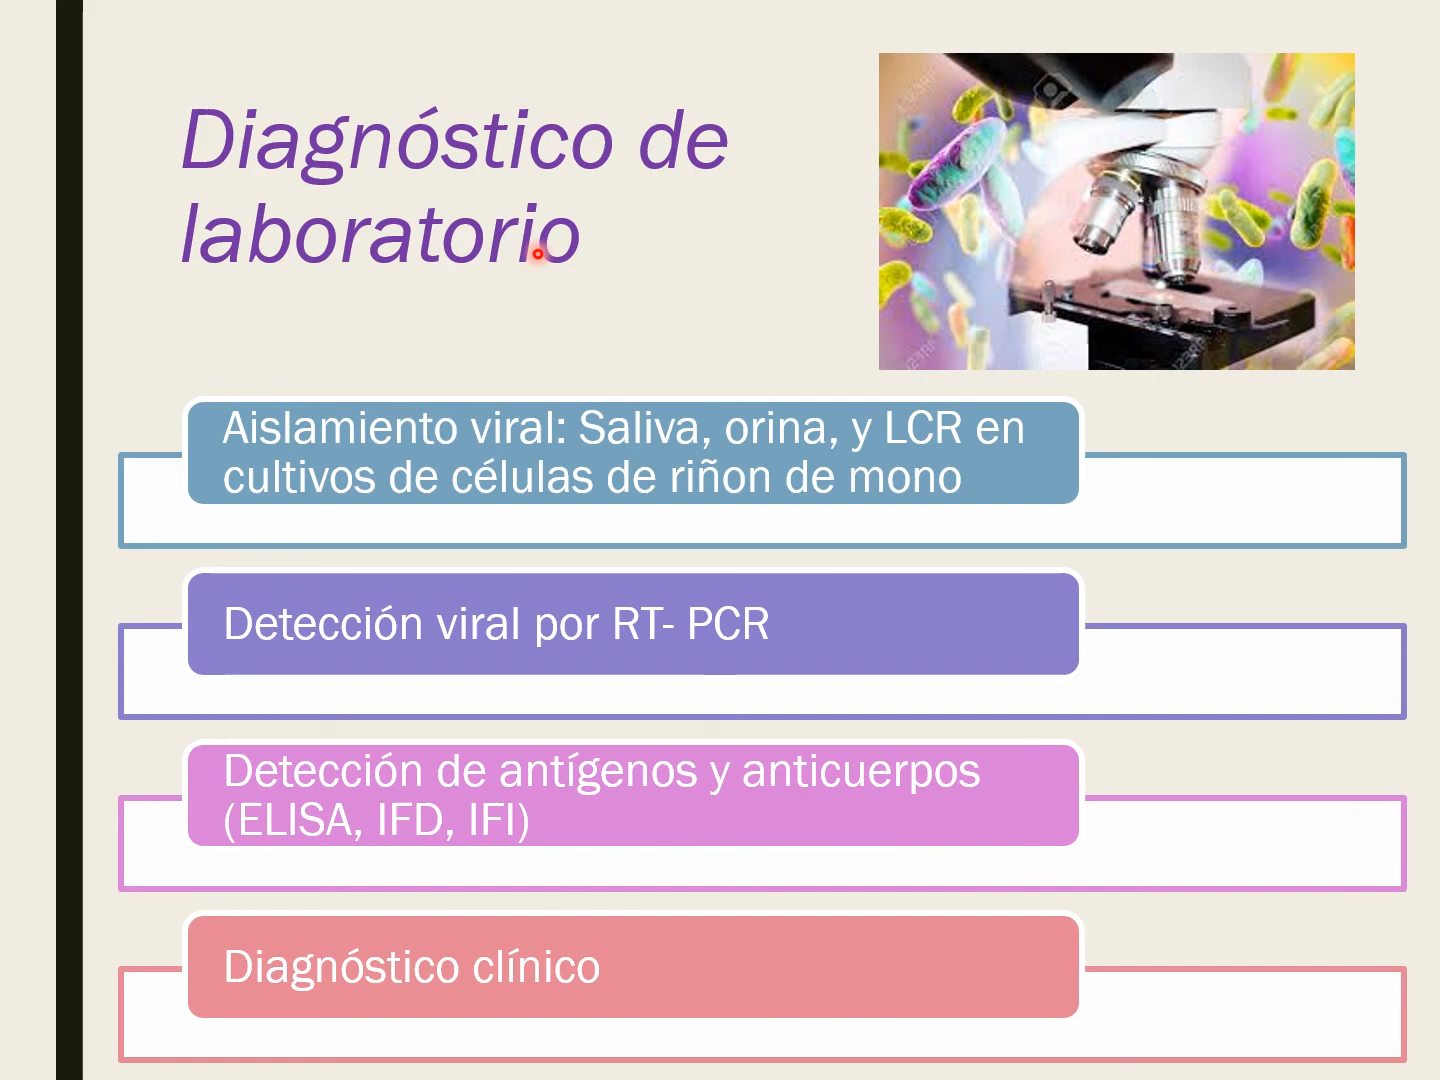 Diagnóstico de
laboratorio
Aislamiento viral: Saliva, orina, y LCR en
cultivos de células de riñon de mono
Detección viral por RT- PCR
Detección de antígenos y anticuerpos
(ELISA, IFD, IFI)
Diagnóstico clínico